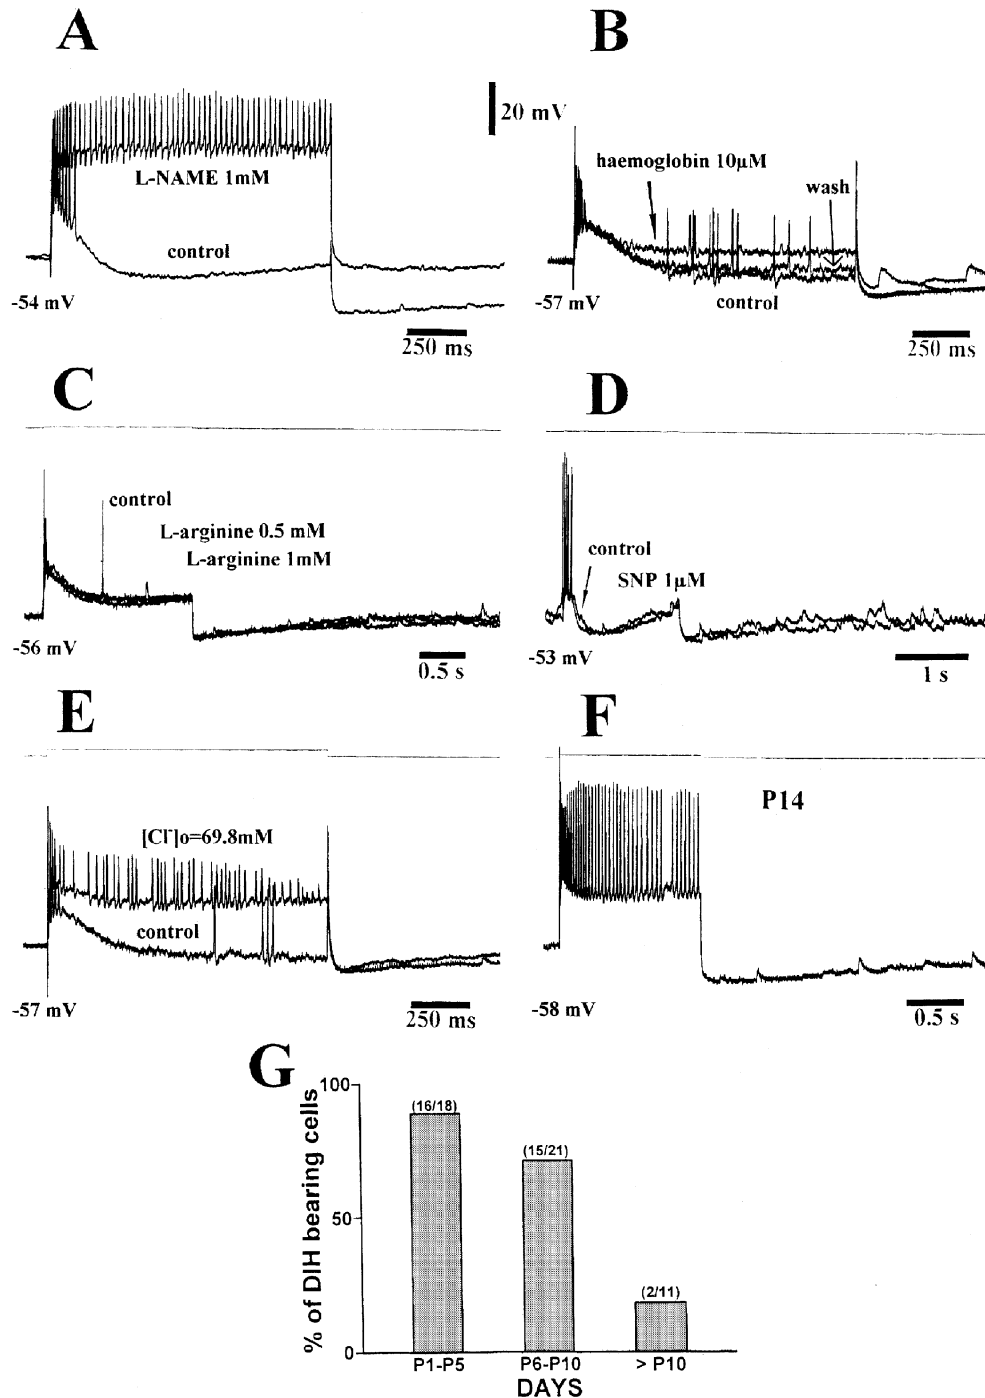 A
B
20 mV
L-NAME 1mM
control
-54 mV
250 ms
haemoglobin 10µM
wash
control
-57 mV
250 ms
C
D
control
L-arginine 0.5 mM
L-arginine 1mM
-56 mV
0.5 s
control
SNP 1µM
-53 mV
1 s
E
F
[Cl⁻]o=69.8mM
control
-57 mV
250 ms
P14
-58 mV
0.5 s
G
% of DIH bearing cells
100
50
0
(16/18)
(15/21)
(2/11)
P1-P5
P6-P10
> P10
DAYS